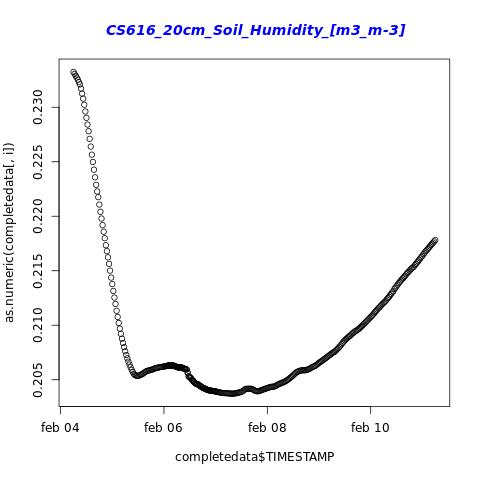 CS616_20cm_Soil_Humidity_[m3_m-3]
as.numeric(completedata[, i])
0.230
0.225
0.220
0.215
0.210
0.205
feb 04
feb 06
feb 08
feb 10
completedata$TIMESTAMP